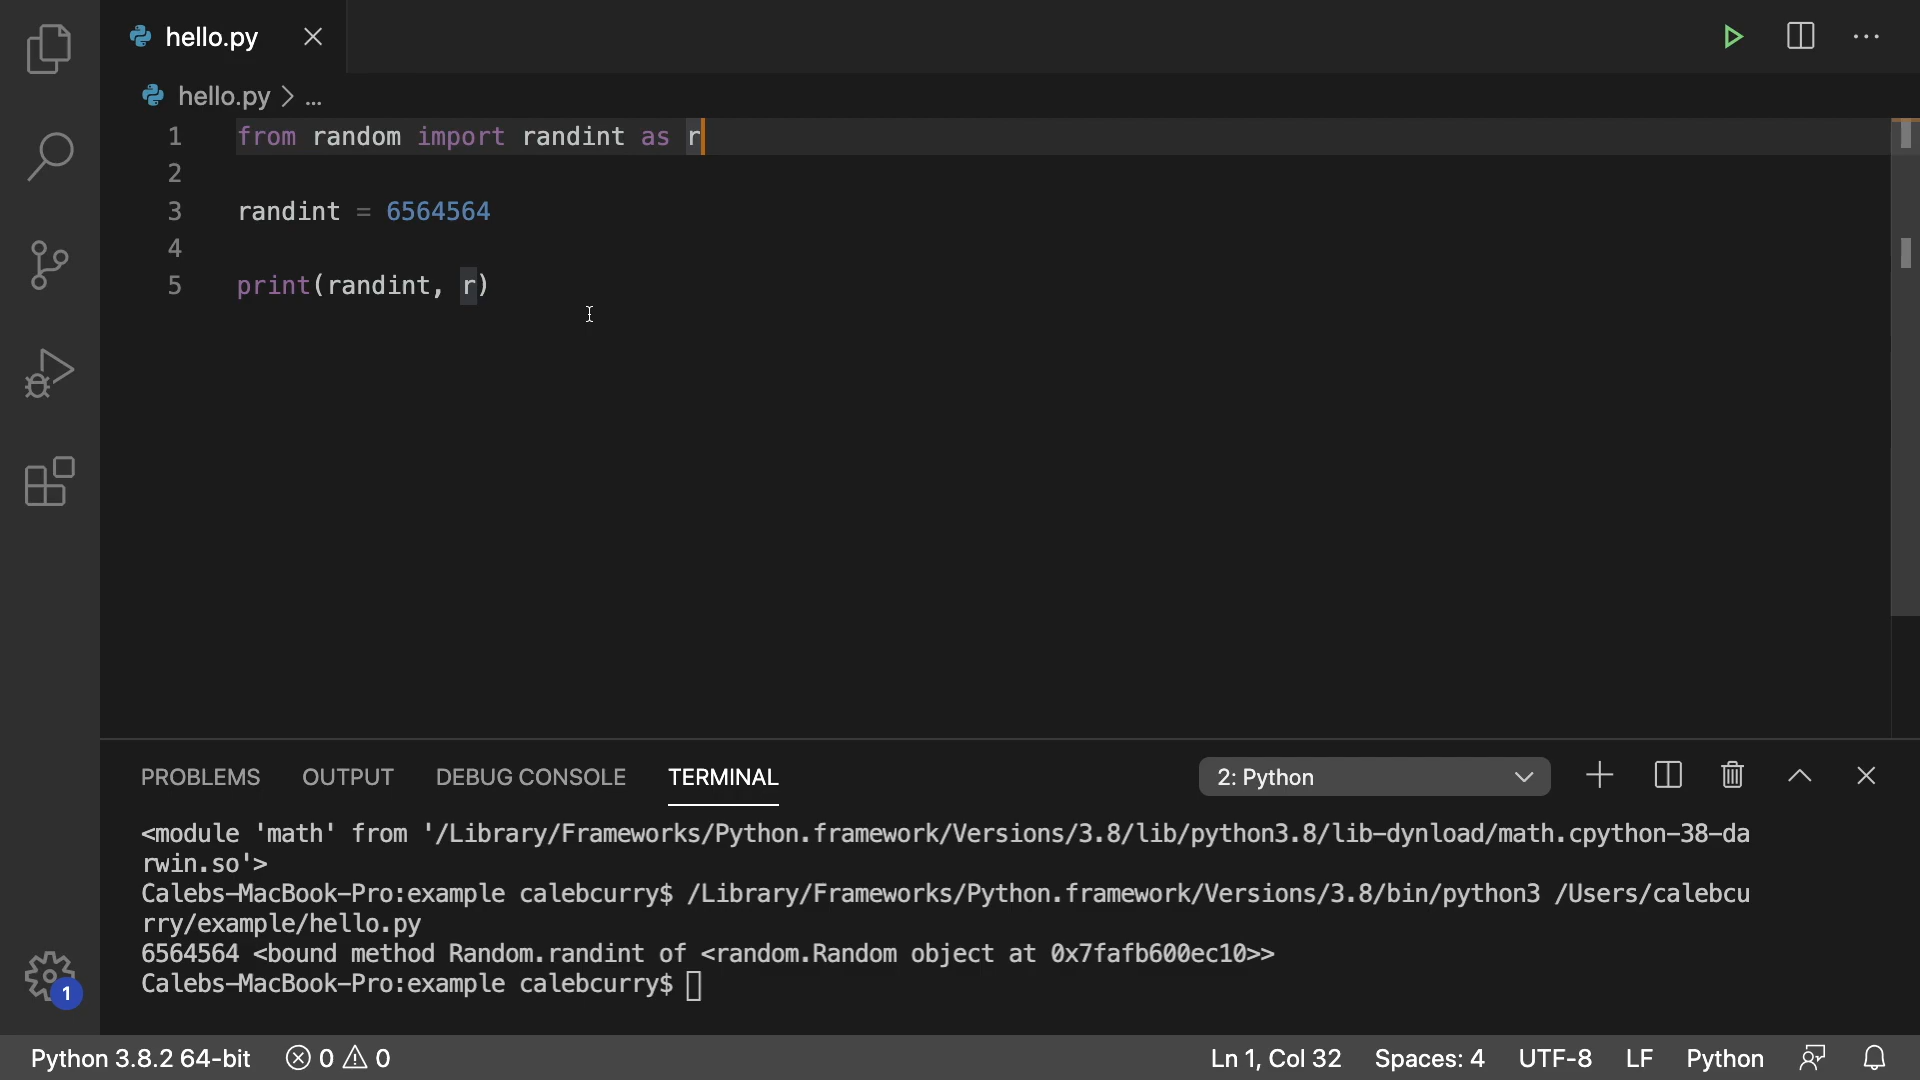 hello.py
hello.py > ...
1 from random import randint as r
2
3 randint = 6564564
4
5 print(randint, r)
PROBLEMS OUTPUT DEBUG CONSOLE TERMINAL 2: Python
<module 'math' from '/Library/Frameworks/Python.framework/Versions/3.8/lib/python3.8/lib-dynload/math.cpython-38-da
rwin.so'>
Calebs-MacBook-Pro:example calebcurry$ /Library/Frameworks/Python.framework/Versions/3.8/bin/python3 /Users/calebcu
rry/example/hello.py
6564564 <bound method Random.randint of <random.Random object at 0x7fafb600ec10>>
Calebs-MacBook-Pro:example calebcurry$
1
Python 3.8.2 64-bit 0 0 Ln 1, Col 32 Spaces: 4 UTF-8 LF Python